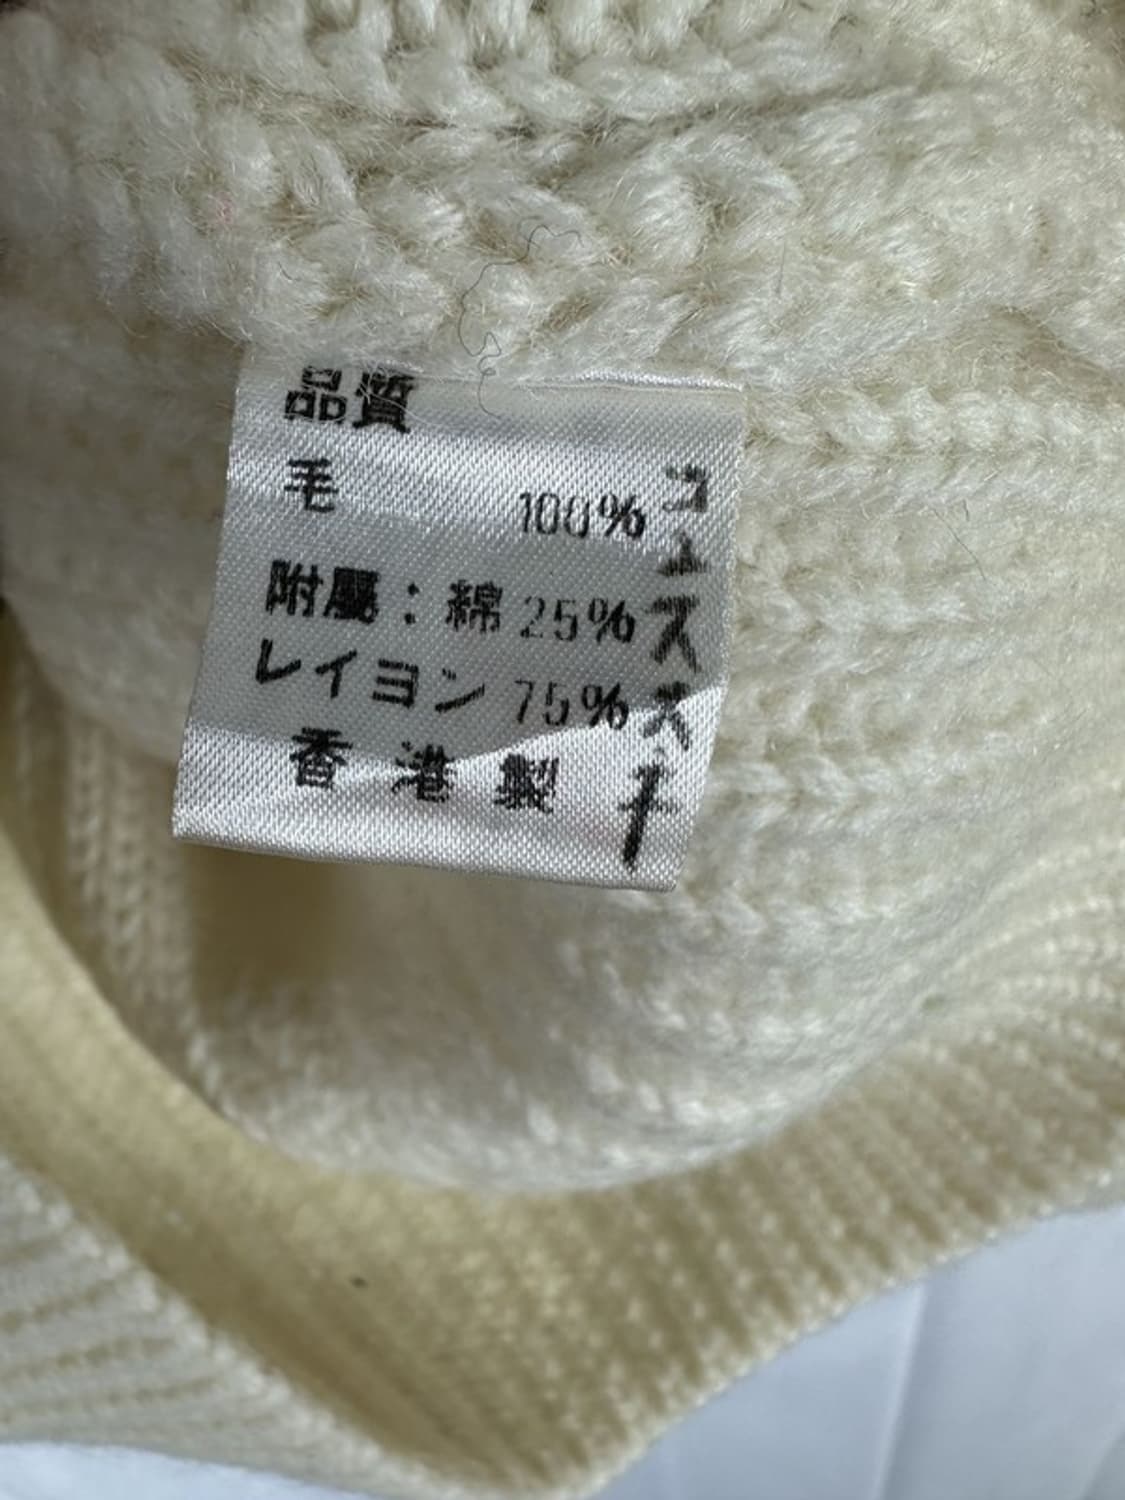 品質
毛 100%
附屬：綿 25%
レイヨン 75%
香港製